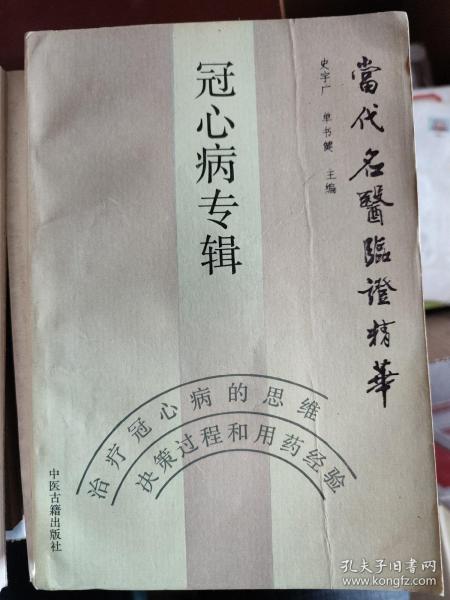 當代名醫臨證精華
史宇广 单书健 主编
冠心病专辑
治疗冠心病的思维
决策过程和用药经验
中医古籍出版社
孔夫子旧书网
www.kongfz.com